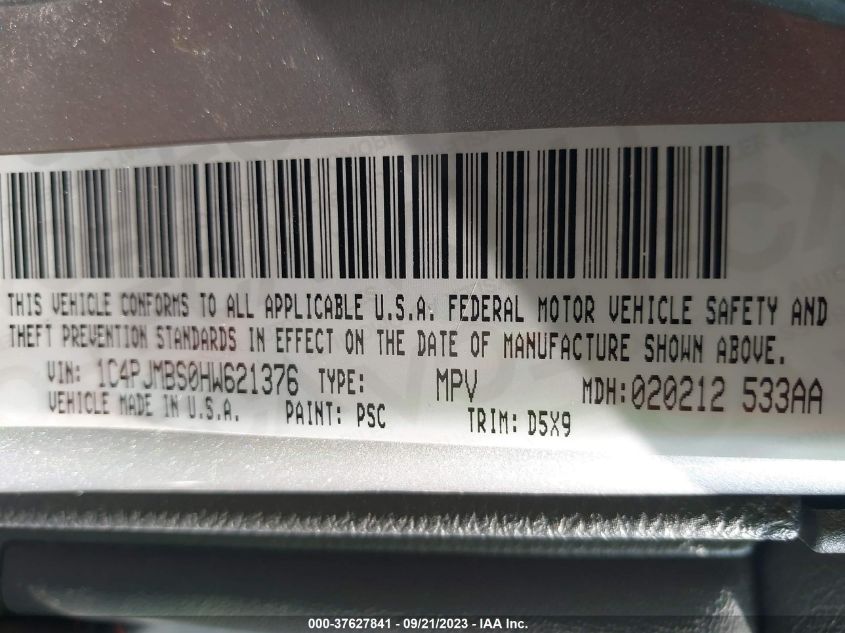 THIS VEHICLE CONFORMS TO ALL APPLICABLE U.S.A. FEDERAL MOTOR VEHICLE SAFETY AND
THEFT PREVENTION STANDARDS IN EFFECT ON THE DATE OF MANUFACTURE SHOWN ABOVE.
VIN: 1C4PJMBS0HW621376 TYPE: MPV MDH:020212 533AA
VEHICLE MADE IN U.S.A. PAINT: PSC TRIM: D5X9
000-37627841 - 09/21/2023 - IAA Inc.